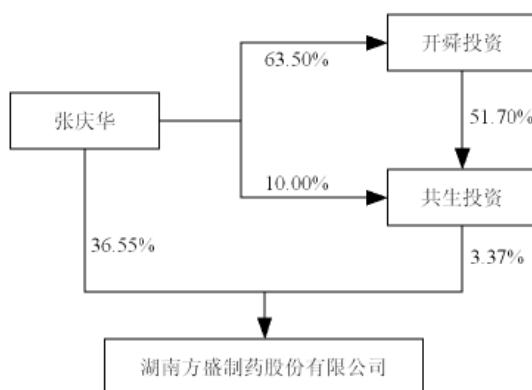 开舜投资
63.50%
张庆华
51.70%
10.00%
共生投资
36.55%
3.37%
湖南方盛制药股份有限公司